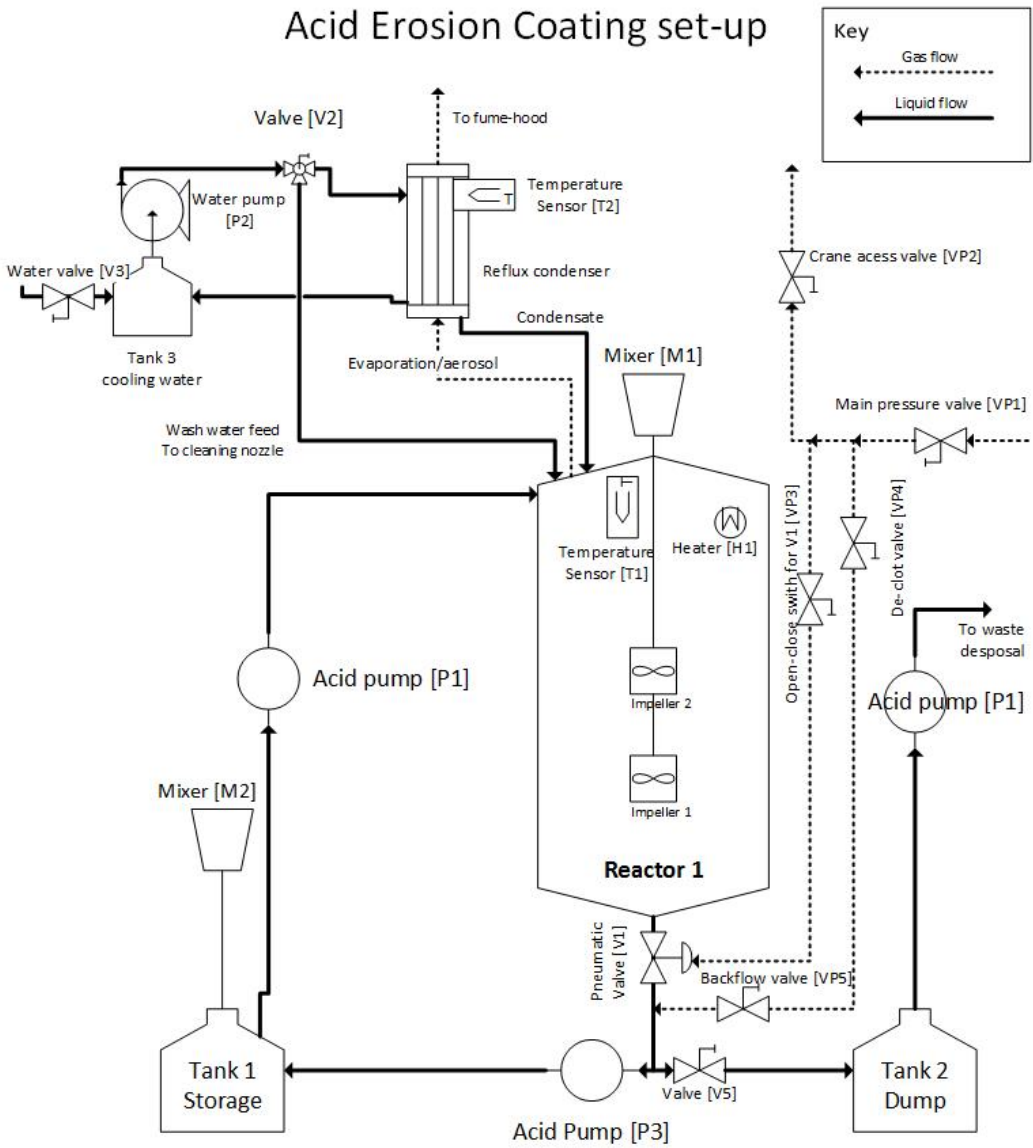 Acid Erosion Coating set-up
Key
Gas flow
Liquid flow
To fume-hood
Valve [V2]
Water pump
[P2]
T
Temperature
Sensor [T2]
Water valve [V3]
Reflux condenser
Crane acess valve [VP2]
Condensate
Tank 3
cooling water
Evaporation/aerosol
Mixer [M1]
Main pressure valve [VP1]
Wash water feed
To cleaning nozzle
T
Temperature
Sensor [T1]
Heater [H1]
Open-close swith for V1 [VP3]
De-clot valve [VP4]
To waste
desposal
Acid pump [P1]
Impeller 2
Acid pump [P1]
Mixer [M2]
Impeller 1
Reactor 1
Pneumatic
Valve [V1]
Backflow valve [VP5]
Tank 1
Storage
Valve [V5]
Tank 2
Dump
Acid Pump [P3]